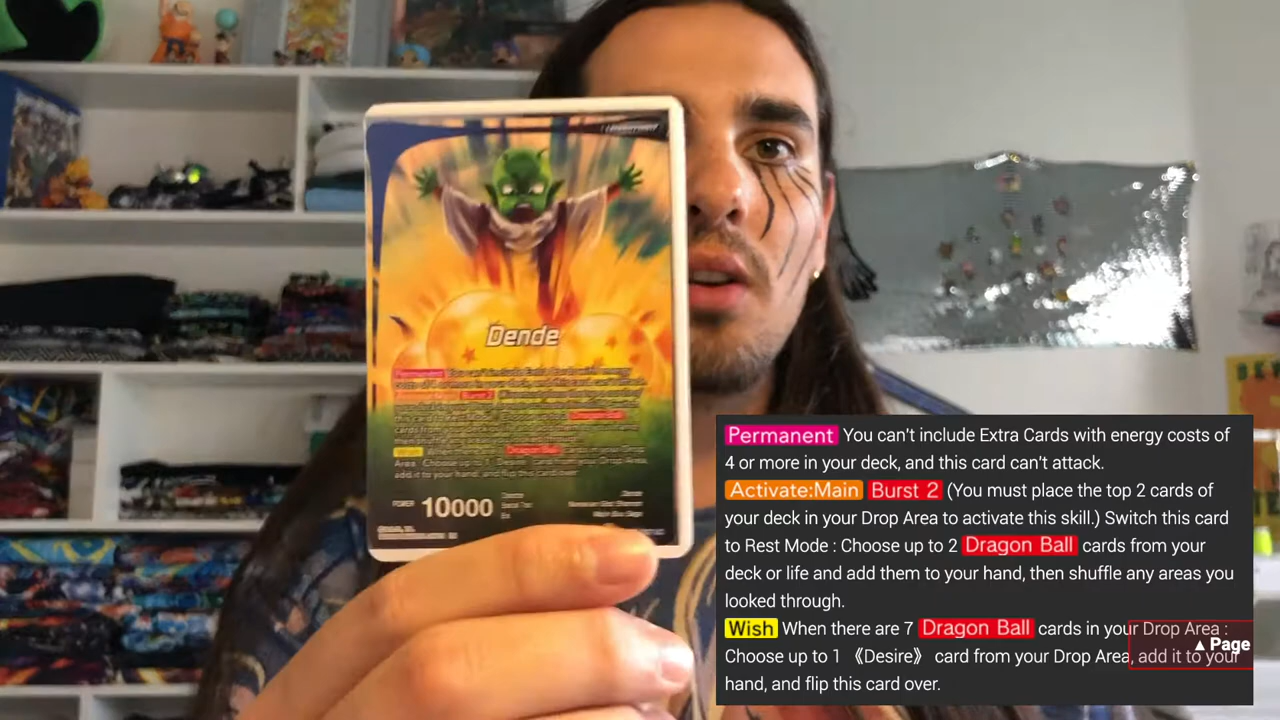 Dende
10000
Permanent You can't include Extra Cards with energy costs of
4 or more in your deck, and this card can't attack.
Activate:Main Burst 2 (You must place the top 2 cards of
your deck in your Drop Area to activate this skill.) Switch this card
to Rest Mode : Choose up to 2 Dragon Ball cards from your
deck or life and add them to your hand, then shuffle any areas you
looked through.
Wish When there are 7 Dragon Ball cards in your Drop Area :
Choose up to 1 《Desire》 card from your Drop Area, add it to your
hand, and flip this card over.
▲ Page